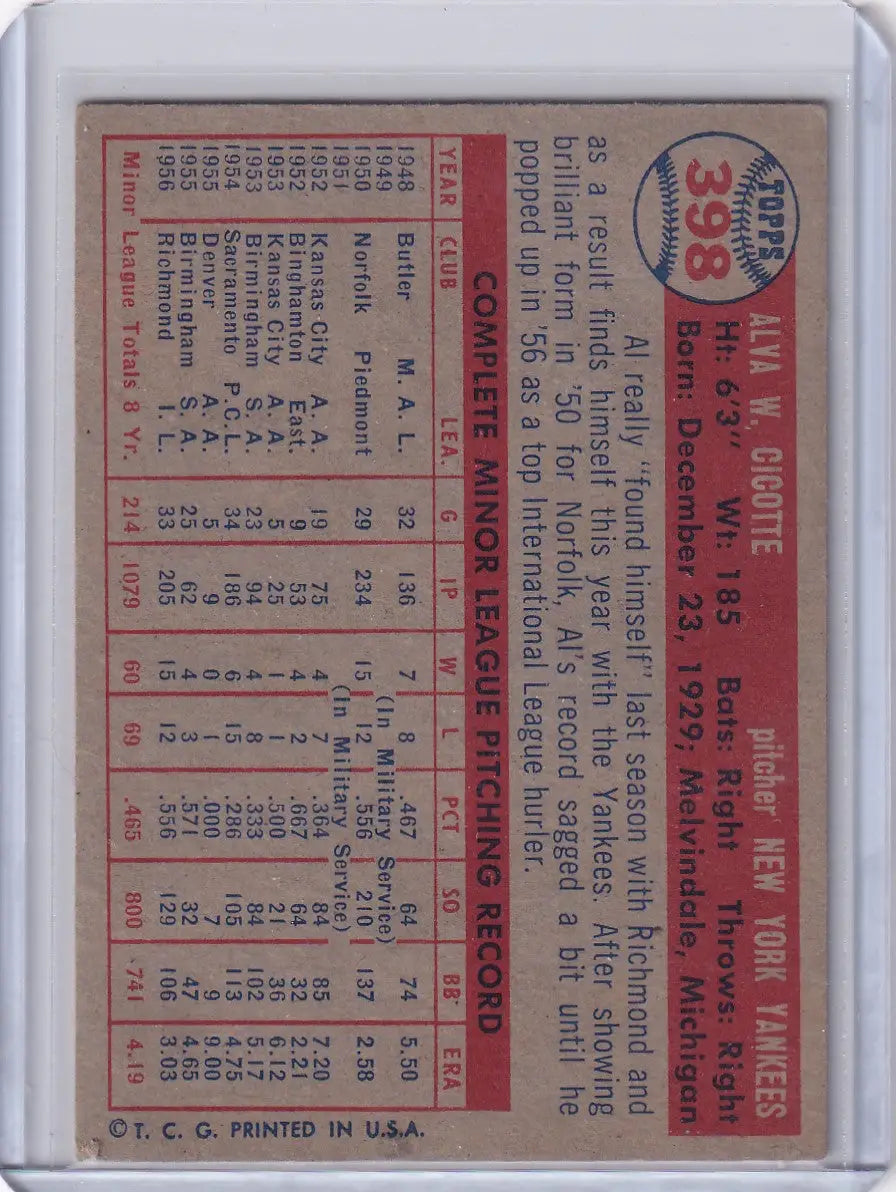 TOPPS
398
ALVA W. CICOTTE pitcher NEW YORK YANKEES
Ht: 6'3" Wt: 185 Bats: Right Throws: Right
Born: December 23, 1929; Melvindale, Michigan
Al really "found himself" last season with Richmond and
as a result finds himself this year with the Yankees. After showing
brilliant form in '50 for Norfolk, Al's record sagged a bit until he
popped up in '56 as a top International League hurler.
COMPLETE MINOR LEAGUE PITCHING RECORD
YEAR CLUB LEA. G IP W L PCT SO BB ERA
1948 Butler M. A. L. 32 136 7 8 .467 64 74 5.50
1949 (In Military Service)
1950 Norfolk Piedmont 29 234 15 12 .556 210 137 2.58
1951 (In Military Service)
1952 Kansas City A. A. 19 75 4 7 .364 84 85 7.20
1952 Binghamton East. 9 53 4 2 .667 64 32 2.21
1953 Kansas City A. A. 5 25 1 1 .500 21 36 6.12
1953 Birmingham S. A. 23 94 4 8 .333 84 102 5.17
1954 Sacramento P.C.L. 34 186 6 15 .286 105 113 4.75
1955 Denver A. A. 5 9 0 1 .000 7 9 9.00
1955 Birmingham S. A. 25 62 4 3 .571 32 47 4.65
1956 Richmond I. L. 33 205 15 12 .556 129 106 3.03
Minor League Totals 8 Yr. 214 1079 60 69 .465 800 741 4.19
© T. C. G. PRINTED IN U.S.A.